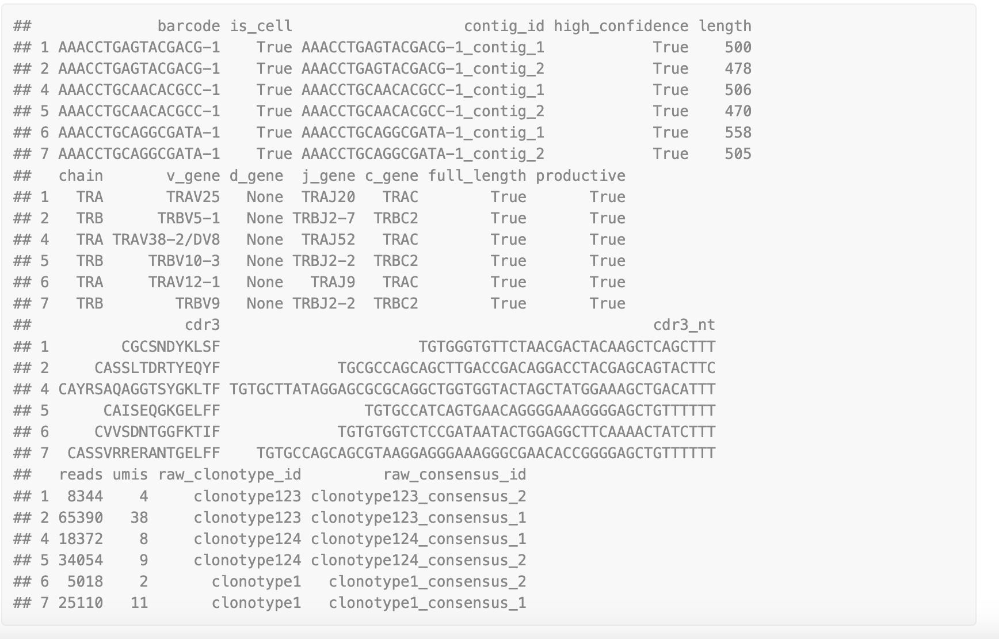 ##              barcode is_cell                   contig_id high_confidence length
## 1 AAACCTGAGTACGACG-1    True AAACCTGAGTACGACG-1_contig_1            True    500
## 2 AAACCTGAGTACGACG-1    True AAACCTGAGTACGACG-1_contig_2            True    478
## 4 AAACCTGCAACACGCC-1    True AAACCTGCAACACGCC-1_contig_1            True    506
## 5 AAACCTGCAACACGCC-1    True AAACCTGCAACACGCC-1_contig_2            True    470
## 6 AAACCTGCAGGCGATA-1    True AAACCTGCAGGCGATA-1_contig_1            True    558
## 7 AAACCTGCAGGCGATA-1    True AAACCTGCAGGCGATA-1_contig_2            True    505
##   chain       v_gene d_gene  j_gene c_gene full_length productive
## 1   TRA       TRAV25   None  TRAJ20   TRAC        True       True
## 2   TRB      TRBV5-1   None TRBJ2-7  TRBC2        True       True
## 4   TRA TRAV38-2/DV8   None  TRAJ52   TRAC        True       True
## 5   TRB     TRBV10-3   None TRBJ2-2  TRBC2        True       True
## 6   TRA     TRAV12-1   None   TRAJ9   TRAC        True       True
## 7   TRB        TRBV9   None TRBJ2-2  TRBC2        True       True
##                 cdr3                                                cdr3_nt
## 1        CGCSNDYKLSF                      TGTGGGTGTTCTAACGACTACAAGCTCAGCTTT
## 2     CASSLTDRTYEQYF             TGCGCCAGCAGCTTGACCGACAGGACCTACGAGCAGTACTTC
## 4 CAYRSAQAGGTSYGKLTF TGTGCTTATAGGAGCGCGCAGGCTGGTGGTACTAGCTATGGAAAGCTGACATTT
## 5      CAISEQGKGELFF                TGTGCCATCAGTGAACAGGGGAAAGGGGAGCTGTTTTTT
## 6     CVVSDNTGGFKTIF             TGTGTGGTCTCCGATAATACTGGAGGCTTCAAAACTATCTTT
## 7  CASSVRRERANTGELFF    TGTGCCAGCAGCGTAAGGAGGGAAAGGGCGAACACCGGGGAGCTGTTTTTT
##   reads umis raw_clonotype_id         raw_consensus_id
## 1  8344    4     clonotype123 clonotype123_consensus_2
## 2 65390   38     clonotype123 clonotype123_consensus_1
## 4 18372    8     clonotype124 clonotype124_consensus_1
## 5 34054    9     clonotype124 clonotype124_consensus_2
## 6  5018    2       clonotype1   clonotype1_consensus_2
## 7 25110   11       clonotype1   clonotype1_consensus_1